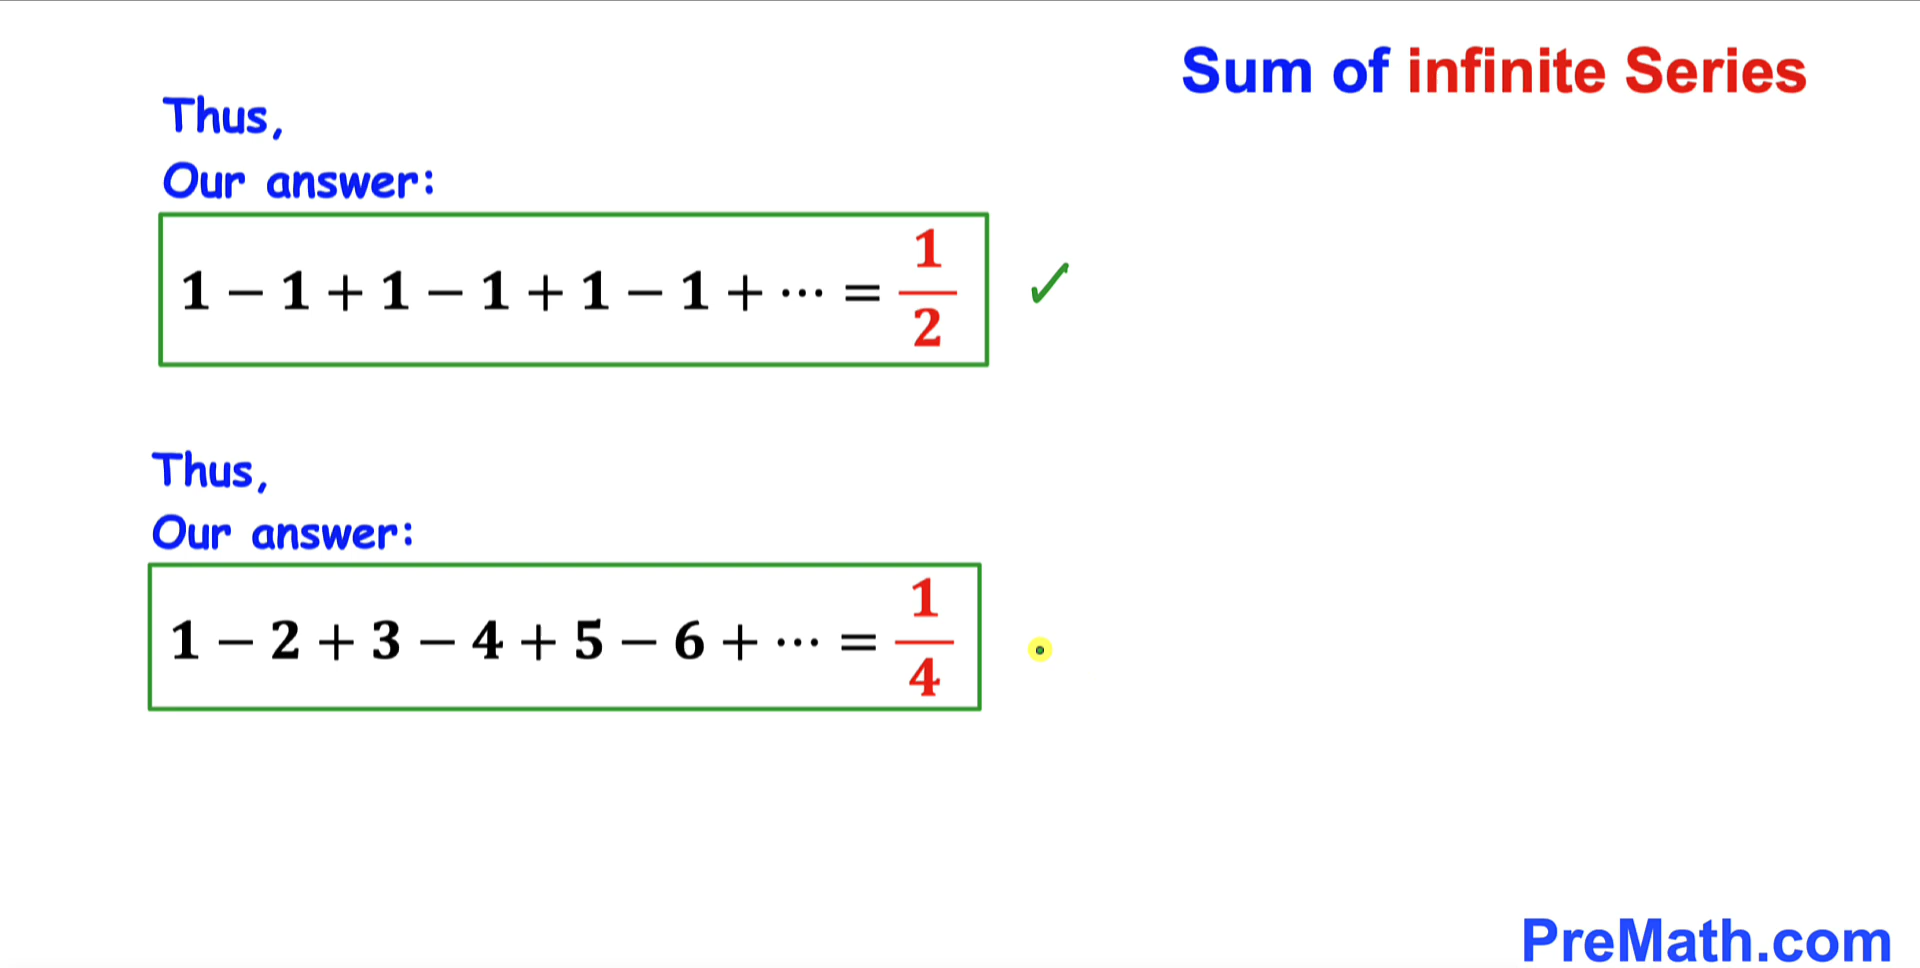 Sum of infinite Series
Thus,
Our answer:
1 − 1 + 1 − 1 + 1 − 1 + ⋯ = 1/2
Thus,
Our answer:
1 − 2 + 3 − 4 + 5 − 6 + ⋯ = 1/4
PreMath.com